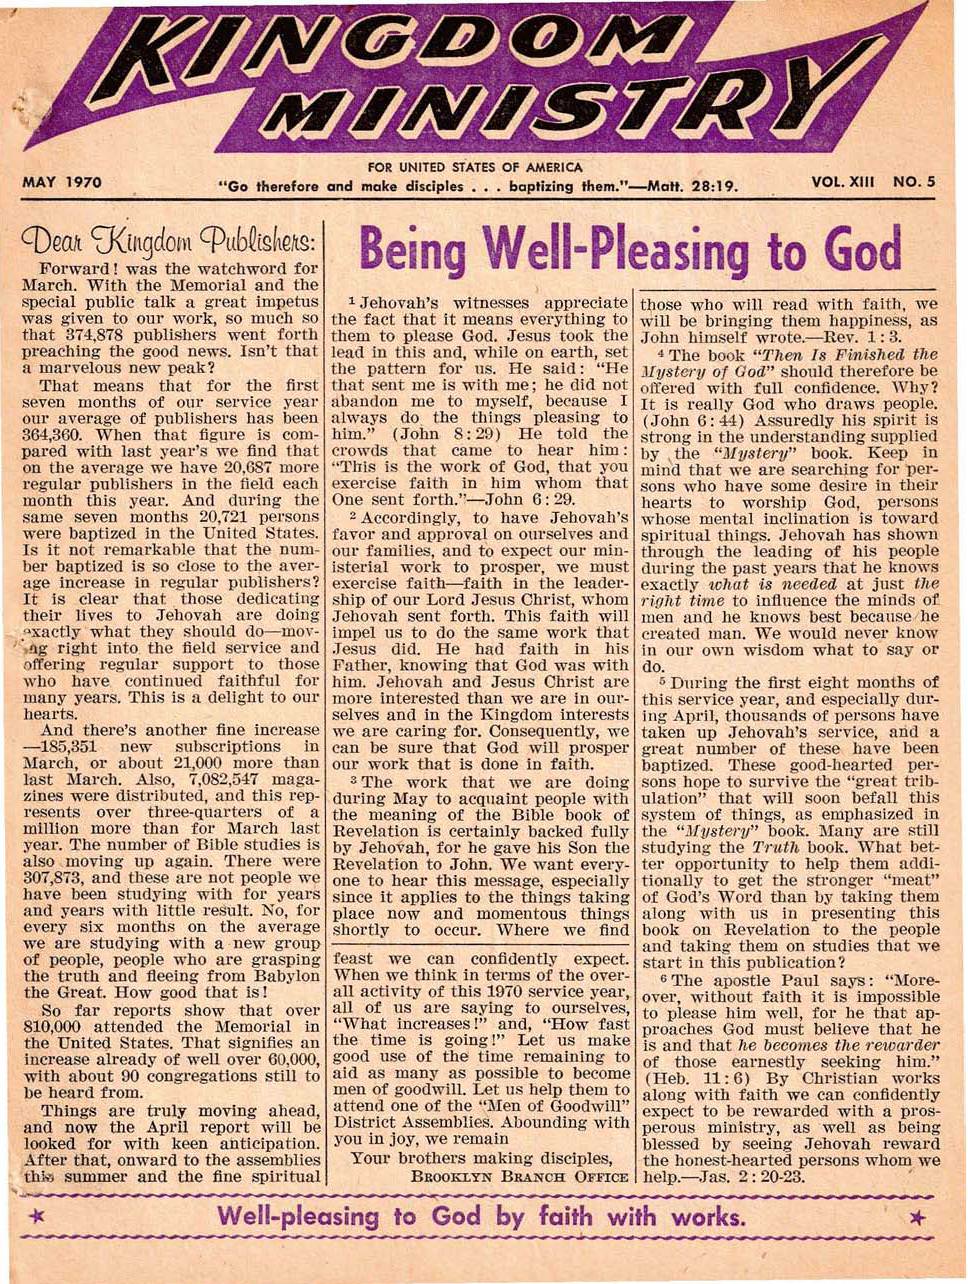 KINGDOM
MINISTRY
FOR UNITED STATES OF AMERICA
MAY 1970
"Go therefore and make disciples . . . baptizing them."—Matt. 28:19.
VOL. XIII NO. 5
Dear Kingdom Publishers:
Forward! was the watchword for
March. With the Memorial and the
special public talk a great impetus
was given to our work, so much so
that 374,878 publishers went forth
preaching the good news. Isn't that
a marvelous new peak?
That means that for the first
seven months of our service year
our average of publishers has been
364,360. When that figure is com-
pared with last year's we find that
on the average we have 20,687 more
regular publishers in the field each
month this year. And during the
same seven months 20,721 persons
were baptized in the United States.
Is it not remarkable that the num-
ber baptized is so close to the aver-
age increase in regular publishers?
It is clear that those dedicating
their lives to Jehovah are doing
exactly what they should do—mov-
ing right into the field service and
offering regular support to those
who have continued faithful for
many years. This is a delight to our
hearts.
And there's another fine increase
—185,351 new subscriptions in
March, or about 21,000 more than
last March. Also, 7,082,547 maga-
zines were distributed, and this rep-
resents over three-quarters of a
million more than for March last
year. The number of Bible studies is
also moving up again. There were
307,873, and these are not people we
have been studying with for years
and years with little result. No, for
every six months on the average
we are studying with a new group
of people, people who are grasping
the truth and fleeing from Babylon
the Great. How good that is!
So far reports show that over
810,000 attended the Memorial in
the United States. That signifies an
increase already of well over 60,000,
with about 90 congregations still to
be heard from.
Things are truly moving ahead,
and now the April report will be
looked for with keen anticipation.
After that, onward to the assemblies
this summer and the fine spiritual
feast we can confidently expect.
When we think in terms of the over-
all activity of this 1970 service year,
all of us are saying to ourselves,
"What increases!" and, "How fast
the time is going!" Let us make
good use of the time remaining to
aid as many as possible to become
men of goodwill. Let us help them to
attend one of the "Men of Goodwill"
District Assemblies. Abounding with
you in joy, we remain
Your brothers making disciples,
BROOKLYN BRANCH OFFICE
Being Well-Pleasing to God
1 Jehovah's witnesses appreciate
the fact that it means everything to
them to please God. Jesus took the
lead in this and, while on earth, set
the pattern for us. He said: "He
that sent me is with me; he did not
abandon me to myself, because I
always do the things pleasing to
him." (John 8:29) He told the
crowds that came to hear him:
"This is the work of God, that you
exercise faith in him whom that
One sent forth."—John 6:29.
2 Accordingly, to have Jehovah's
favor and approval on ourselves and
our families, and to expect our min-
isterial work to prosper, we must
exercise faith—faith in the leader-
ship of our Lord Jesus Christ, whom
Jehovah sent forth. This faith will
impel us to do the same work that
Jesus did. He had faith in his
Father, knowing that God was with
him. Jehovah and Jesus Christ are
more interested than we are in our-
selves and in the Kingdom interests
we are caring for. Consequently, we
can be sure that God will prosper
our work that is done in faith.
3 The work that we are doing
during May to acquaint people with
the meaning of the Bible book of
Revelation is certainly backed fully
by Jehovah, for he gave his Son the
Revelation to John. We want every-
one to hear this message, especially
since it applies to the things taking
place now and momentous things
shortly to occur. Where we find
those who will read with faith, we
will be bringing them happiness, as
John himself wrote.—Rev. 1:3.
4 The book "Then Is Finished the
Mystery of God" should therefore be
offered with full confidence. Why?
It is really God who draws people.
(John 6:44) Assuredly his spirit is
strong in the understanding supplied
by the "Mystery" book. Keep in
mind that we are searching for per-
sons who have some desire in their
hearts to worship God, persons
whose mental inclination is toward
spiritual things. Jehovah has shown
through the leading of his people
during the past years that he knows
exactly what is needed at just the
right time to influence the minds of
men and he knows best because he
created man. We would never know
in our own wisdom what to say or
do.
5 During the first eight months of
this service year, and especially dur-
ing April, thousands of persons have
taken up Jehovah's service, and a
great number of these have been
baptized. These good-hearted per-
sons hope to survive the "great trib-
ulation" that will soon befall this
system of things, as emphasized in
the "Mystery" book. Many are still
studying the Truth book. What bet-
ter opportunity to help them addi-
tionally to get the stronger "meat"
of God's Word than by taking them
along with us in presenting this
book on Revelation to the people
and taking them on studies that we
start in this publication?
6 The apostle Paul says: "More-
over, without faith it is impossible
to please him well, for he that ap-
proaches God must believe that he
is and that he becomes the rewarder
of those earnestly seeking him."
(Heb. 11:6) By Christian works
along with faith we can confidently
expect to be rewarded with a pros-
perous ministry, as well as being
blessed by seeing Jehovah reward
the honest-hearted persons whom we
help.—Jas. 2:20-23.
* Well-pleasing to God by faith with works. *